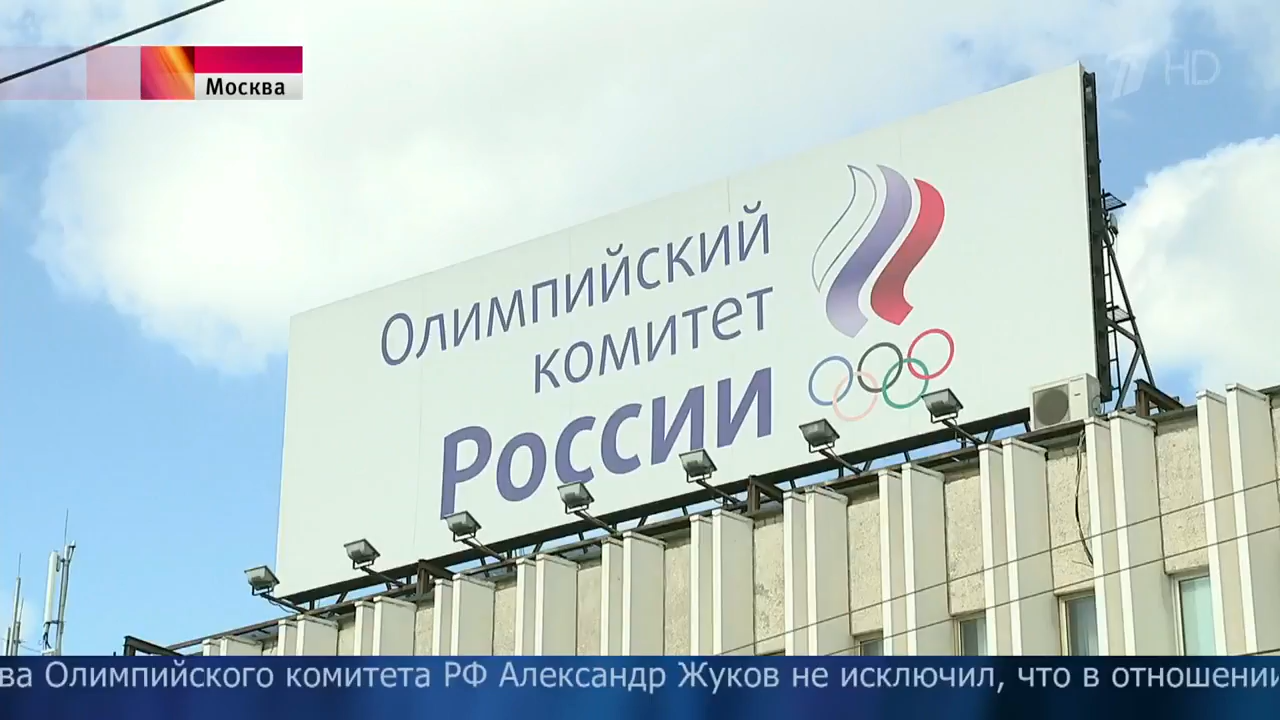 Москва
HD
Олимпийский
комитет
России
ва Олимпийского комитета РФ Александр Жуков не исключил, что в отношении